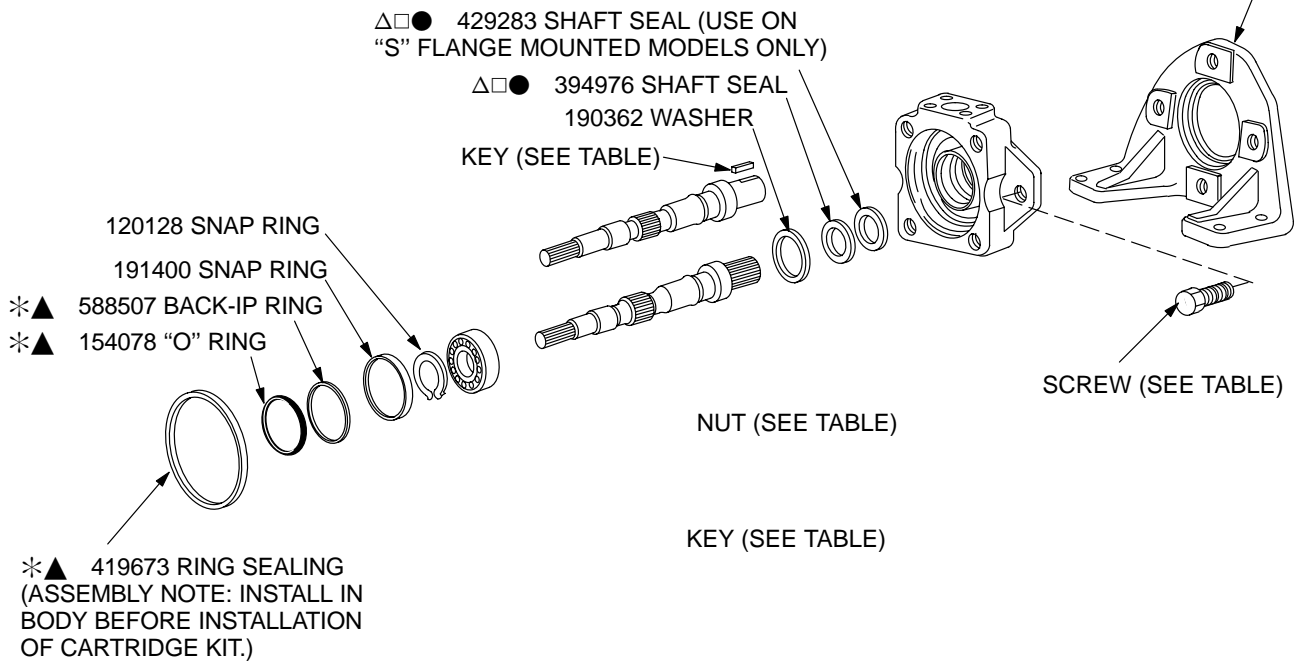 △□● 429283 SHAFT SEAL (USE ON
“S” FLANGE MOUNTED MODELS ONLY)
△□● 394976 SHAFT SEAL
190362 WASHER
KEY (SEE TABLE)
120128 SNAP RING
191400 SNAP RING
✳▲ 588507 BACK-IP RING
✳▲ 154078 “O” RING
SCREW (SEE TABLE)
NUT (SEE TABLE)
KEY (SEE TABLE)
✳▲ 419673 RING SEALING
(ASSEMBLY NOTE: INSTALL IN
BODY BEFORE INSTALLATION
OF CARTRIDGE KIT.)